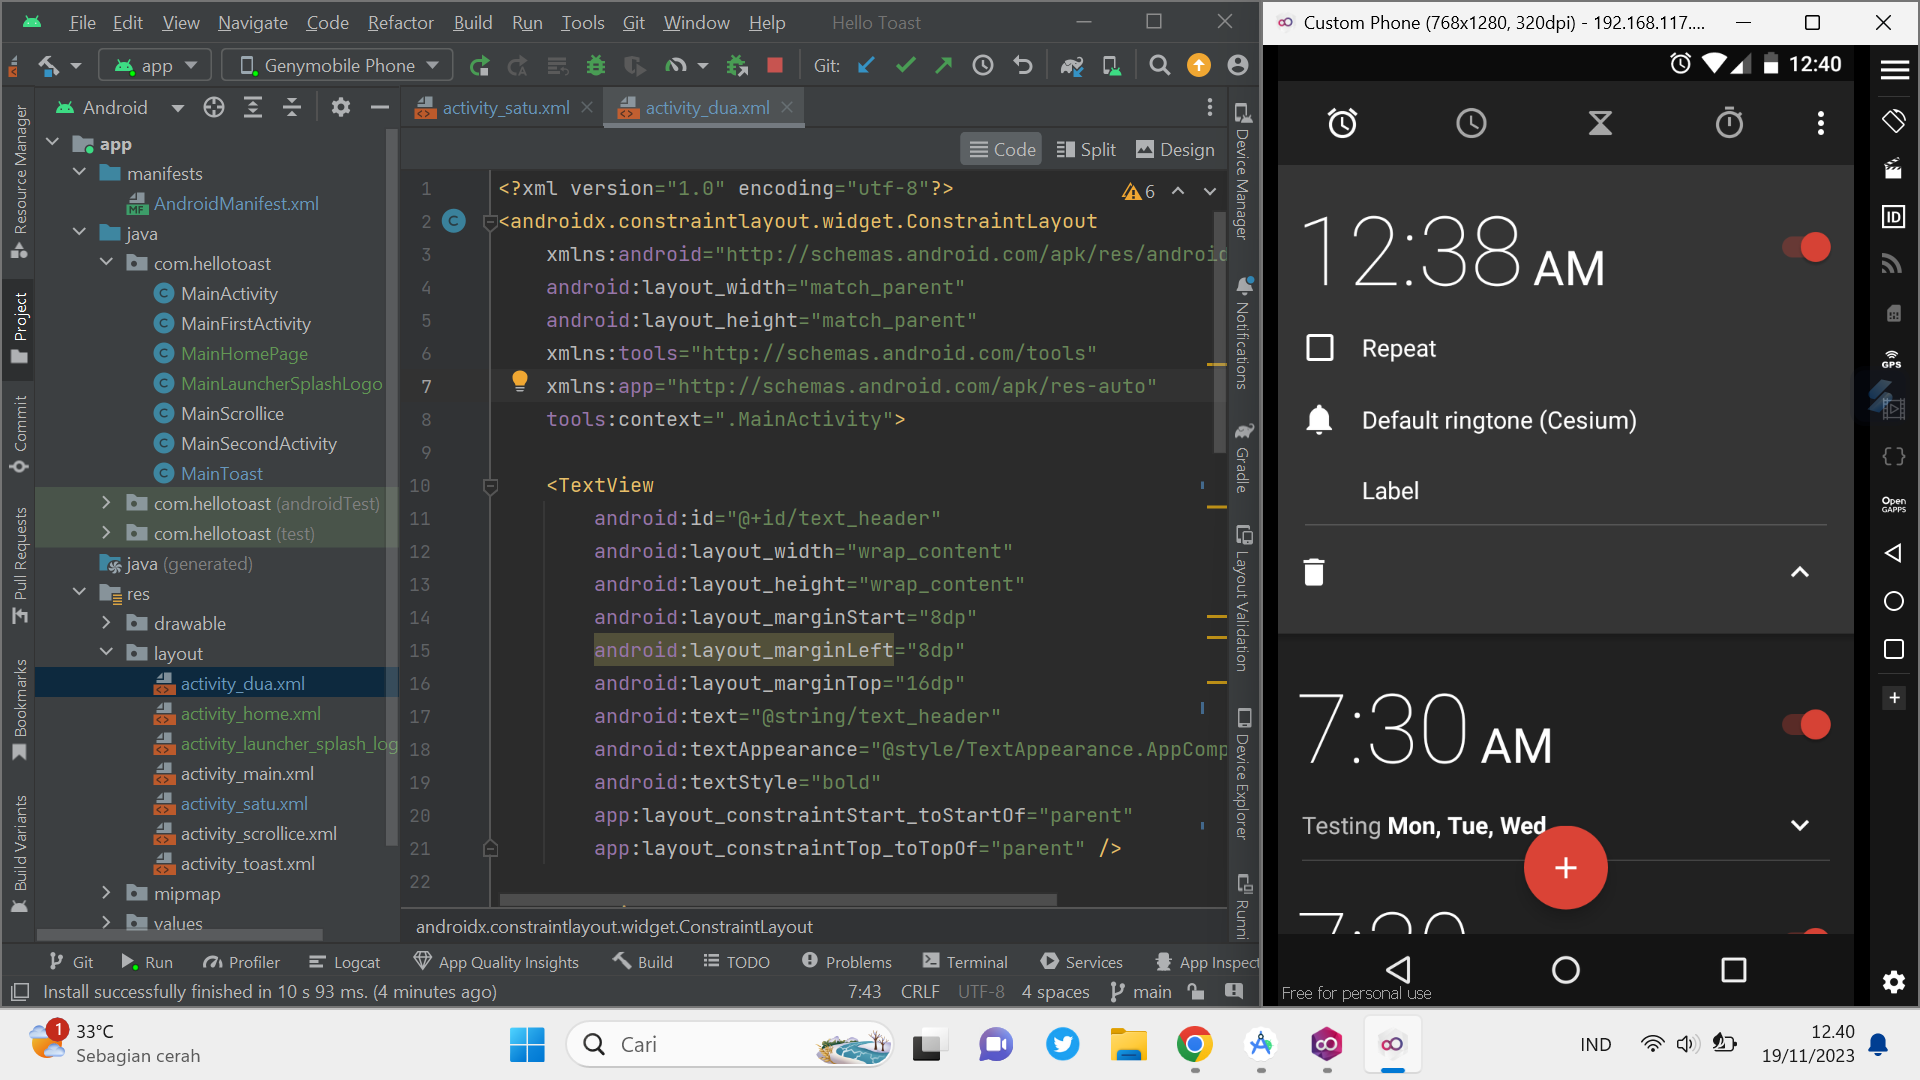 File Edit View Navigate Code Refactor Build Run Tools Git Window Help Hello Toast
app Genymobile Phone Git:
Android
activity_satu.xml activity_dua.xml
Code Split Design
Resource Manager
Project
Commit
Pull Requests
Bookmarks
Build Variants
app
manifests
AndroidManifest.xml
java
com.hellotoast
MainActivity
MainFirstActivity
MainHomePage
MainLauncherSplashLogo
MainScrollice
MainSecondActivity
MainToast
com.hellotoast (androidTest)
com.hellotoast (test)
java (generated)
res
drawable
layout
activity_dua.xml
activity_home.xml
activity_launcher_splash_log
activity_main.xml
activity_satu.xml
activity_scrollice.xml
activity_toast.xml
mipmap
values
6
1 <?xml version="1.0" encoding="utf-8"?>
2 <androidx.constraintlayout.widget.ConstraintLayout
3 xmlns:android="http://schemas.android.com/apk/res/android
4 android:layout_width="match_parent"
5 android:layout_height="match_parent"
6 xmlns:tools="http://schemas.android.com/tools"
7 xmlns:app="http://schemas.android.com/apk/res-auto"
8 tools:context=".MainActivity">
9
10 <TextView
11 android:id="@+id/text_header"
12 android:layout_width="wrap_content"
13 android:layout_height="wrap_content"
14 android:layout_marginStart="8dp"
15 android:layout_marginLeft="8dp"
16 android:layout_marginTop="16dp"
17 android:text="@string/text_header"
18 android:textAppearance="@style/TextAppearance.AppComp
19 android:textStyle="bold"
20 app:layout_constraintStart_toStartOf="parent"
21 app:layout_constraintTop_toTopOf="parent" />
22
androidx.constraintlayout.widget.ConstraintLayout
Device Manager
Notifications
Gradle
Layout Validation
Device Explorer
Runni
Git Run Profiler Logcat App Quality Insights Build TODO Problems Terminal Services App Inspect
Install successfully finished in 10 s 93 ms. (4 minutes ago) 7:43 CRLF UTF-8 4 spaces main
Custom Phone (768x1280, 320dpi) - 192.168.117....
12:40
12:38 AM
Repeat
Default ringtone (Cesium)
Label
7:30 AM
Testing Mon, Tue, Wed
+
7:30
Free for personal use
ID
GPS
Open GAPPS
1
33°C
Sebagian cerah
Cari
IND
12.40
19/11/2023